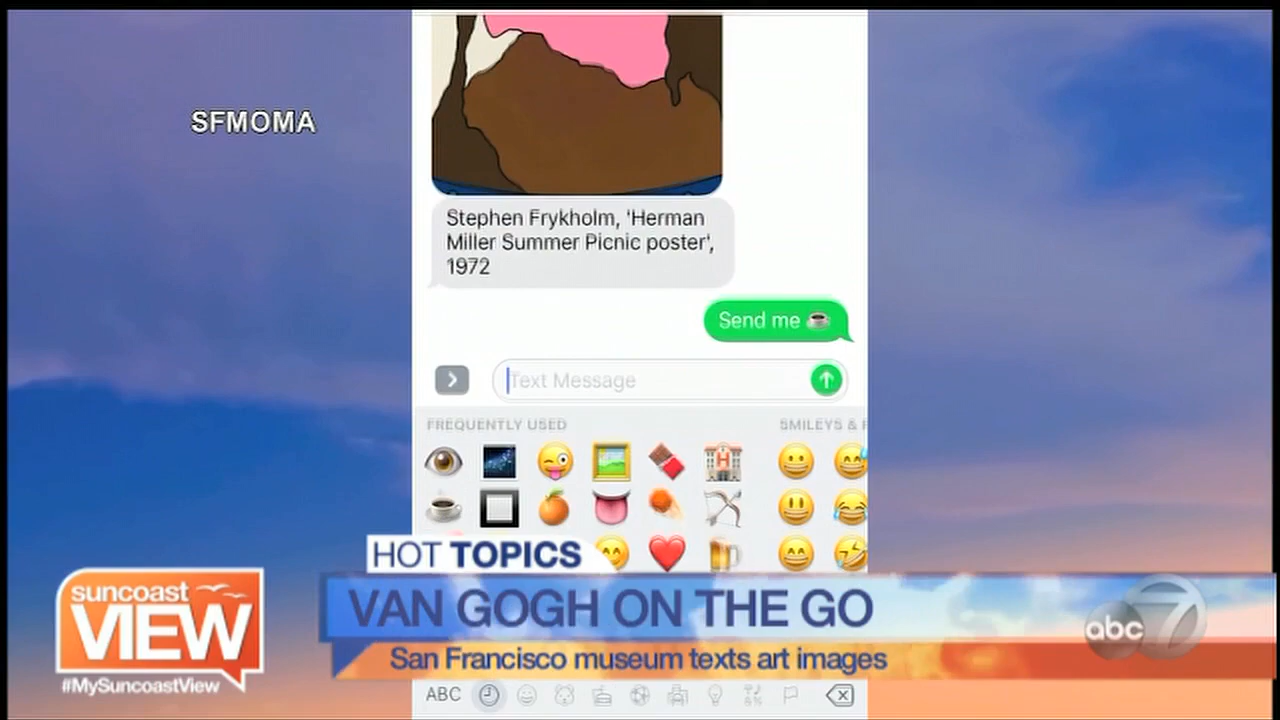 SFMOMA
Stephen Frykholm, 'Herman
Miller Summer Picnic poster',
1972
Send me
Text Message
FREQUENTLY USED
SMILEYS &
HOT TOPICS
VAN GOGH ON THE GO
San Francisco museum texts art images
suncoast
VIEW
#MySuncoastView
abc 7
ABC